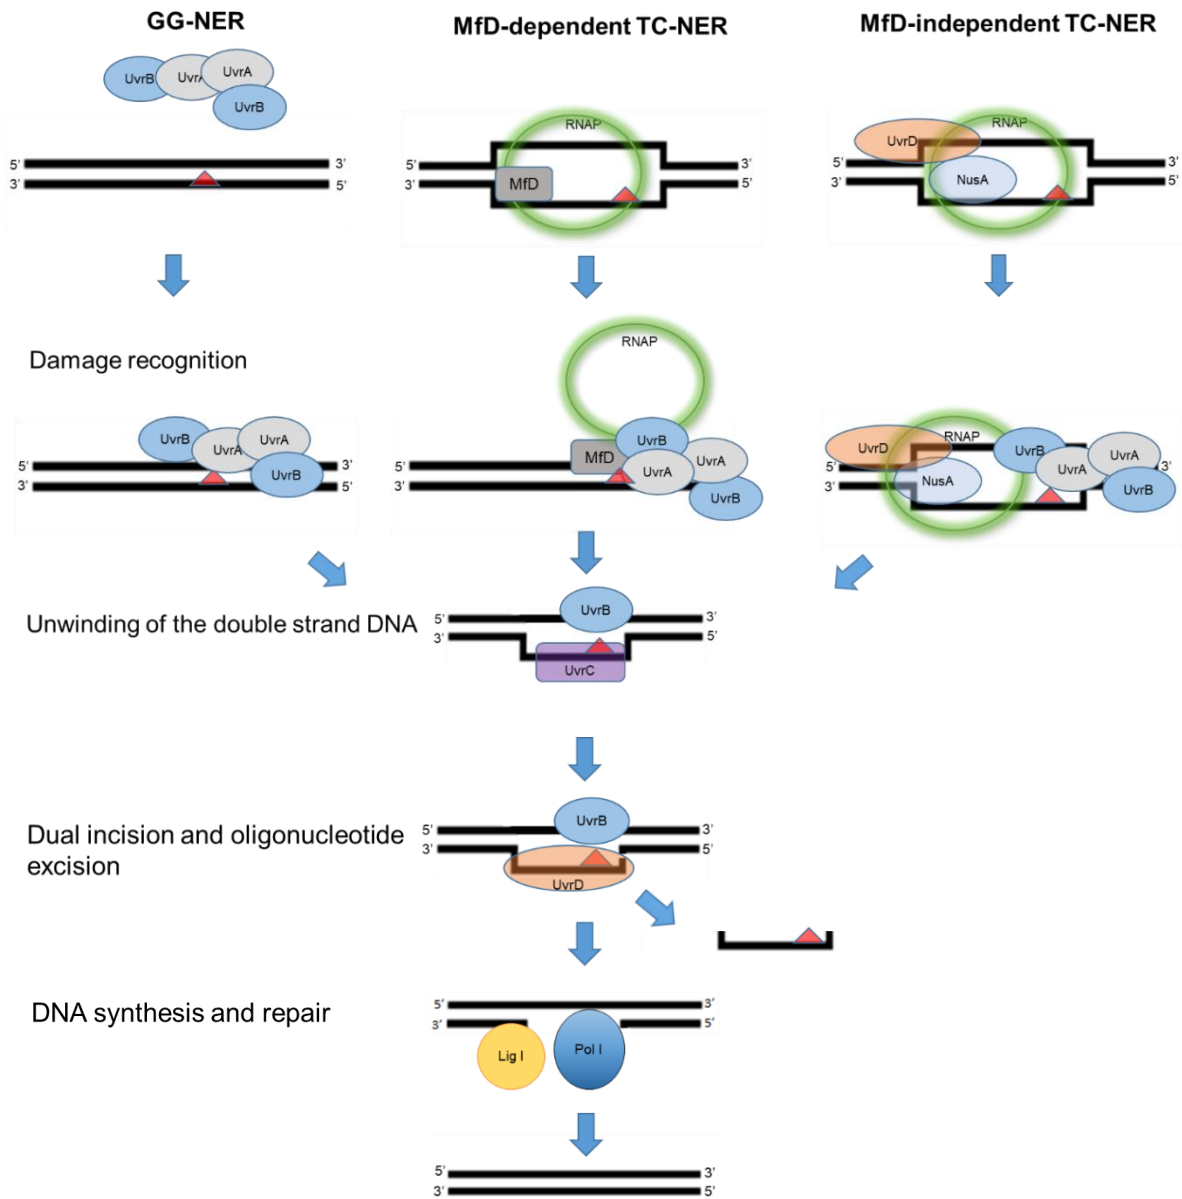 GG-NER
MfD-dependent TC-NER
MfD-independent TC-NER
UvrB
UvrA
UvrA
UvrB
5'
3'
3'
5'
RNAP
MfD
5'
3'
3'
5'
RNAP
UvrD
NusA
5'
3'
3'
5'
Damage recognition
UvrB
UvrA
UvrA
UvrB
5'
3'
3'
5'
RNAP
UvrB
MfD
UvrA
UvrA
UvrB
5'
3'
RNAP
UvrD
UvrB
UvrA
UvrA
NusA
UvrB
5'
3'
3'
Unwinding of the double strand DNA
UvrB
5'
3'
3'
5'
UvrC
Dual incision and oligonucleotide
excision
UvrB
5'
3'
3'
5'
UvrD
DNA synthesis and repair
5'
3'
3'
5'
Lig I
Pol I
5'
3'
3'
5'